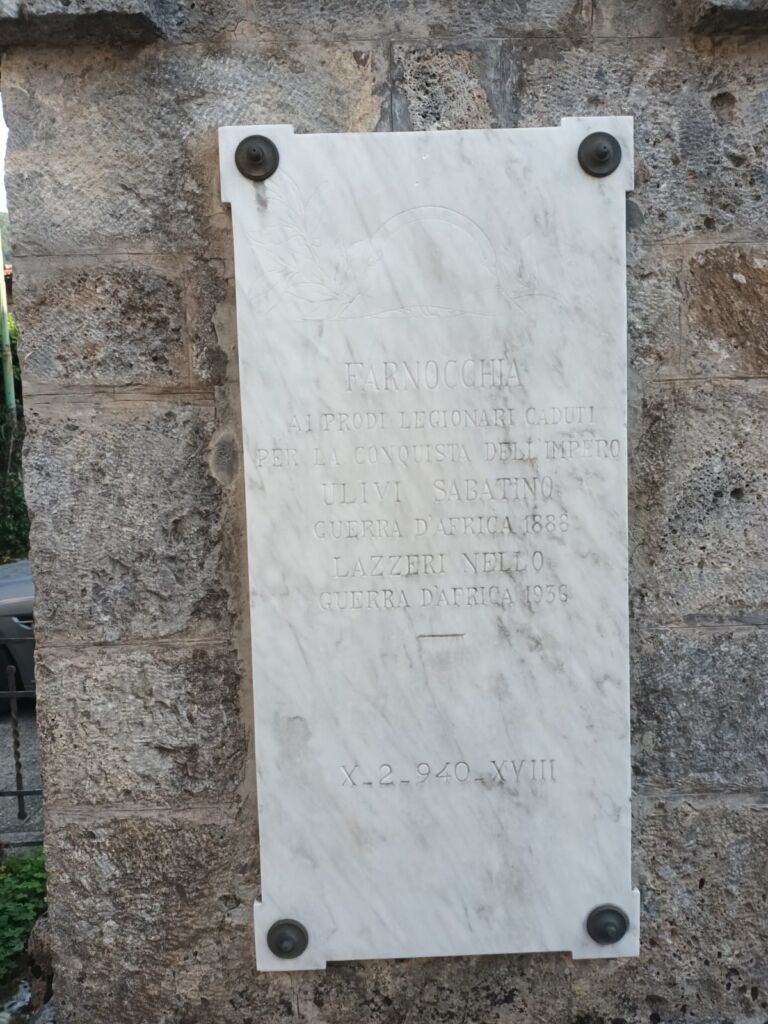 FARNOCCHIA
AI PRODI LEGIONARI CADUTI
PER LA CONQUISTA DELL'IMPERO
ULIVI SABATINO
GUERRA D'AFRICA 1888
LAZZERI NELLO
GUERRA D'AFRICA 1936
X-2-940-XVIII